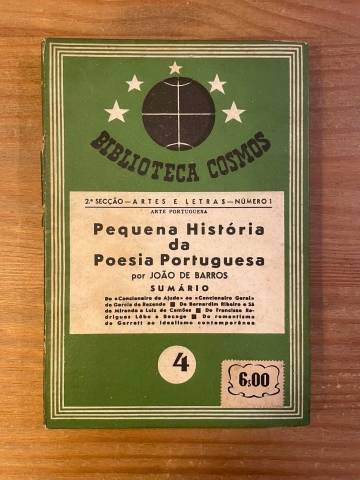 BIBLIOTECA COSMOS
2.ª SECÇÃO — ARTES E LETRAS — NÚMERO 1
ARTE PORTUGUESA
Pequena História
da
Poesia Portuguesa
por JOÃO DE BARROS
SUMÁRIO
Do «Cancioneiro da Ajuda» ao «Cancioneiro Geral»
de Garcia de Rezende ■ De Bernardim Ribeiro e Sá
de Miranda a Luiz de Camões ■ De Francisco Ro-
drigues Lôbo a Bocage ■ Do romantismo
de Garrett ao idealismo contemporâneo
4
6$00